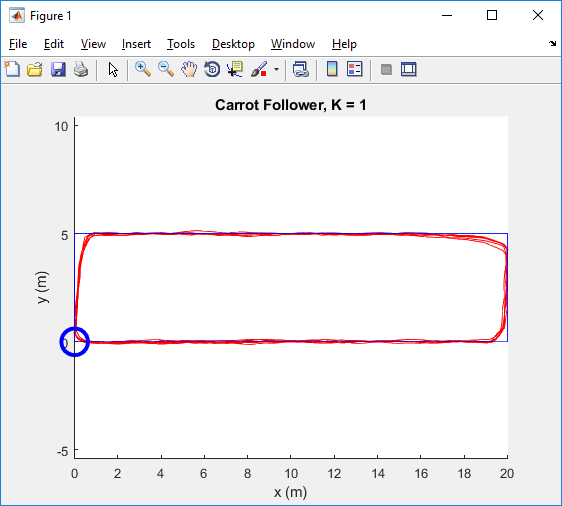 Figure 1
File Edit View Insert Tools Desktop Window Help
Carrot Follower, K = 1
10
5
0
-5
y (m)
0 2 4 6 8 10 12 14 16 18 20
x (m)